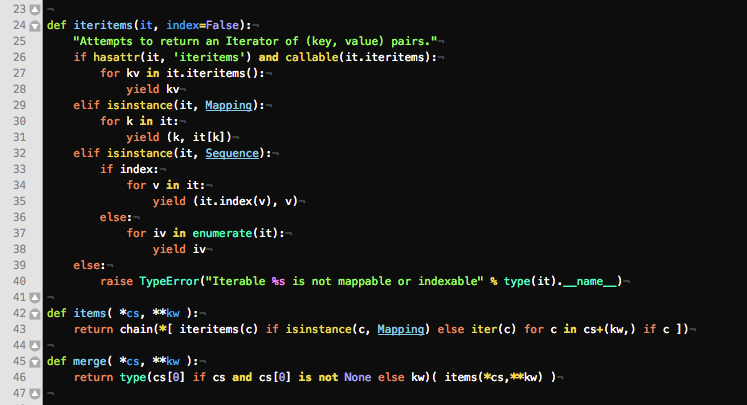 23 ¬
24 def iteritems(it, index=False):¬
25     "Attempts to return an Iterator of (key, value) pairs."¬
26     if hasattr(it, 'iteritems') and callable(it.iteritems):¬
27         for kv in it.iteritems():¬
28             yield kv¬
29     elif isinstance(it, Mapping):¬
30         for k in it:¬
31             yield (k, it[k])¬
32     elif isinstance(it, Sequence):¬
33         if index:¬
34             for v in it:¬
35                 yield (it.index(v), v)¬
36         else:¬
37             for iv in enumerate(it):¬
38                 yield iv¬
39     else:¬
40         raise TypeError("Iterable %s is not mappable or indexable" % type(it).__name__)¬
41 ¬
42 def items( *cs, **kw ):¬
43     return chain(*[ iteritems(c) if isinstance(c, Mapping) else iter(c) for c in cs+(kw,) if c ])¬
44 ¬
45 def merge( *cs, **kw ):¬
46     return type(cs[0] if cs and cs[0] is not None else kw)( items(*cs,**kw) )¬
47 ¬